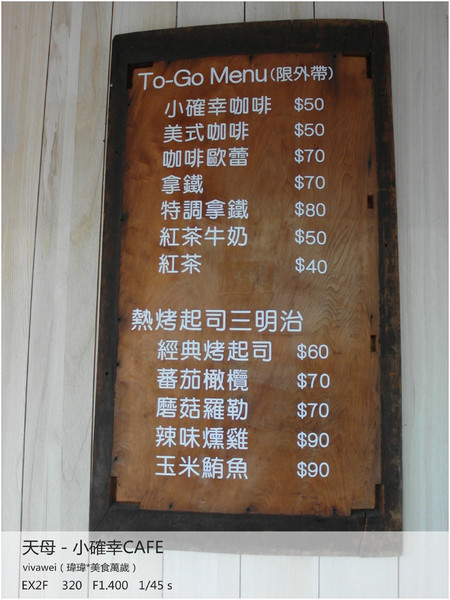 To-Go Menu(限外帶)
小確幸咖啡 $50
美式咖啡 $50
咖啡歐蕾 $70
拿鐵 $70
特調拿鐵 $80
紅茶牛奶 $50
紅茶 $40
熱烤起司三明治
經典烤起司 $60
蕃茄橄欖 $70
磨菇羅勒 $70
辣味燻雞 $90
玉米鮪魚 $90
天母 - 小確幸CAFE
vivawei ( 瑋瑋*美食萬歲 )
EX2F 320 F1.400 1/45 s